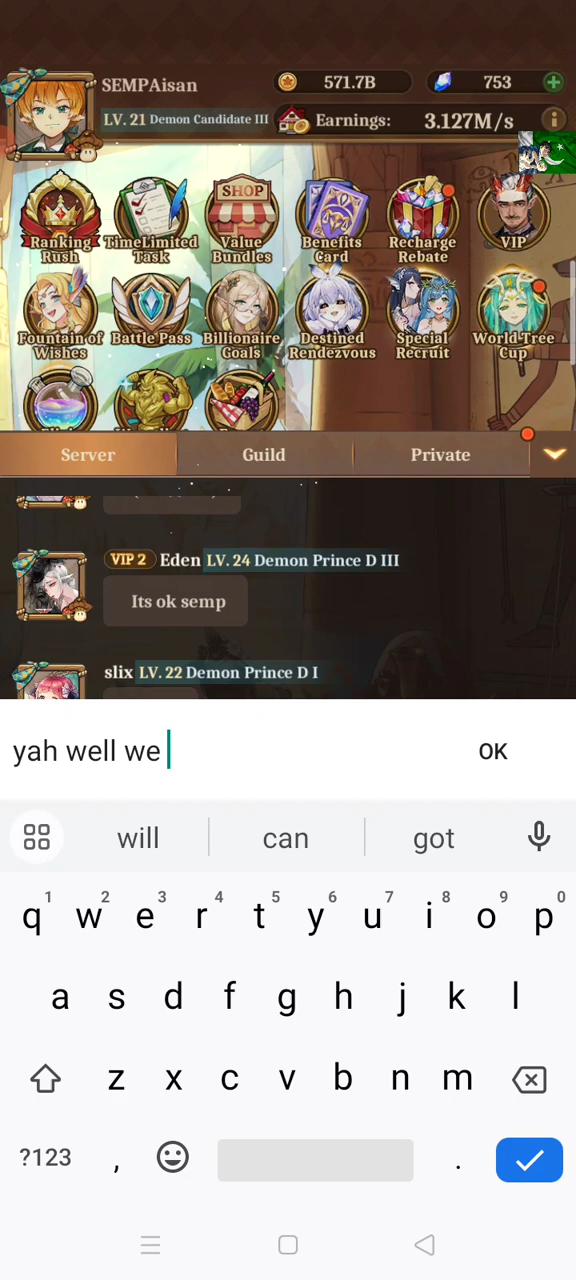 SEMPAisan
571.7B
753
LV. 21 Demon Candidate III
Earnings: 3.127M/s
SHOP
Ranking Rush
TimeLimited Task
Value Bundles
Benefits Card
Recharge Rebate
VIP
Fountain of Wishes
Battle Pass
Billionaire Goals
Destined Rendezvous
Special Recruit
World Tree Cup
Server
Guild
Private
VIP 2 Eden LV. 24 Demon Prince D III
Its ok semp
slix LV. 22 Demon Prince D I
yah well we
OK
will
can
got
1 2 3 4 5 6 7 8 9 0
q w e r t y u i o p
a s d f g h j k l
z x c v b n m
?123 , .